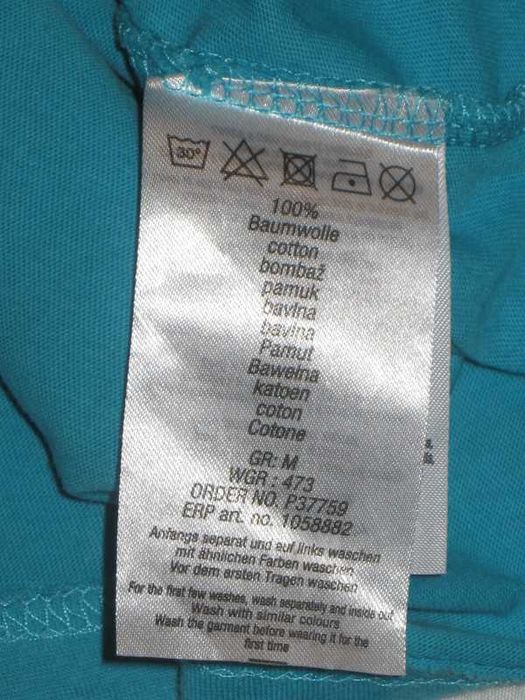 30°
100%
Baumwolle
cotton
bombaž
pamuk
bavlna
bavlna
Pamut
Bawełna
katoen
coton
Cotone
GR: M
WGR : 473
ORDER NO. P37759
ERP art. no. 1058882
Anfangs separat und auf links waschen
mit ähnlichen Farben waschen
Vor dem ersten Tragen waschen
For the first few washes, wash separately and inside out
Wash with similar colours
Wash the garment before wearing it for the
first time